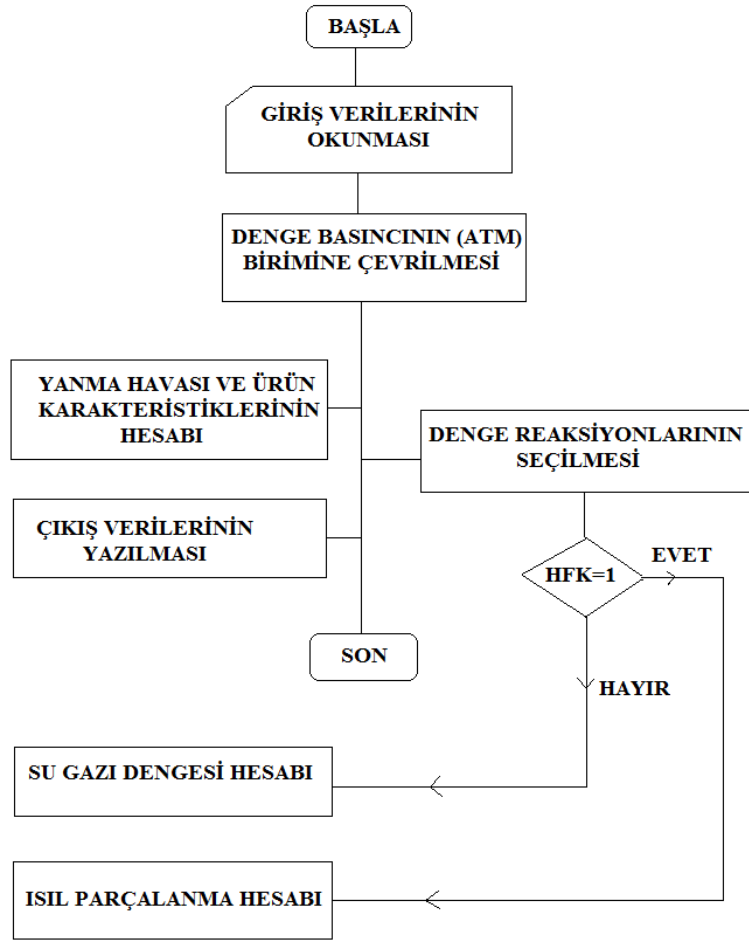 BAŞLA
GİRİŞ VERİLERİNİN
OKUNMASI
DENGE BASINCININ (ATM)
BİRİMİNE ÇEVRİLMESİ
YANMA HAVASI VE ÜRÜN
KARAKTERİSTİKLERİNİN
HESABI
DENGE REAKSİYONLARININ
SEÇİLMESİ
ÇIKIŞ VERİLERİNİN
YAZILMASI
HFK=1
EVET
SON
HAYIR
SU GAZI DENGESİ HESABI
ISIL PARÇALANMA HESABI